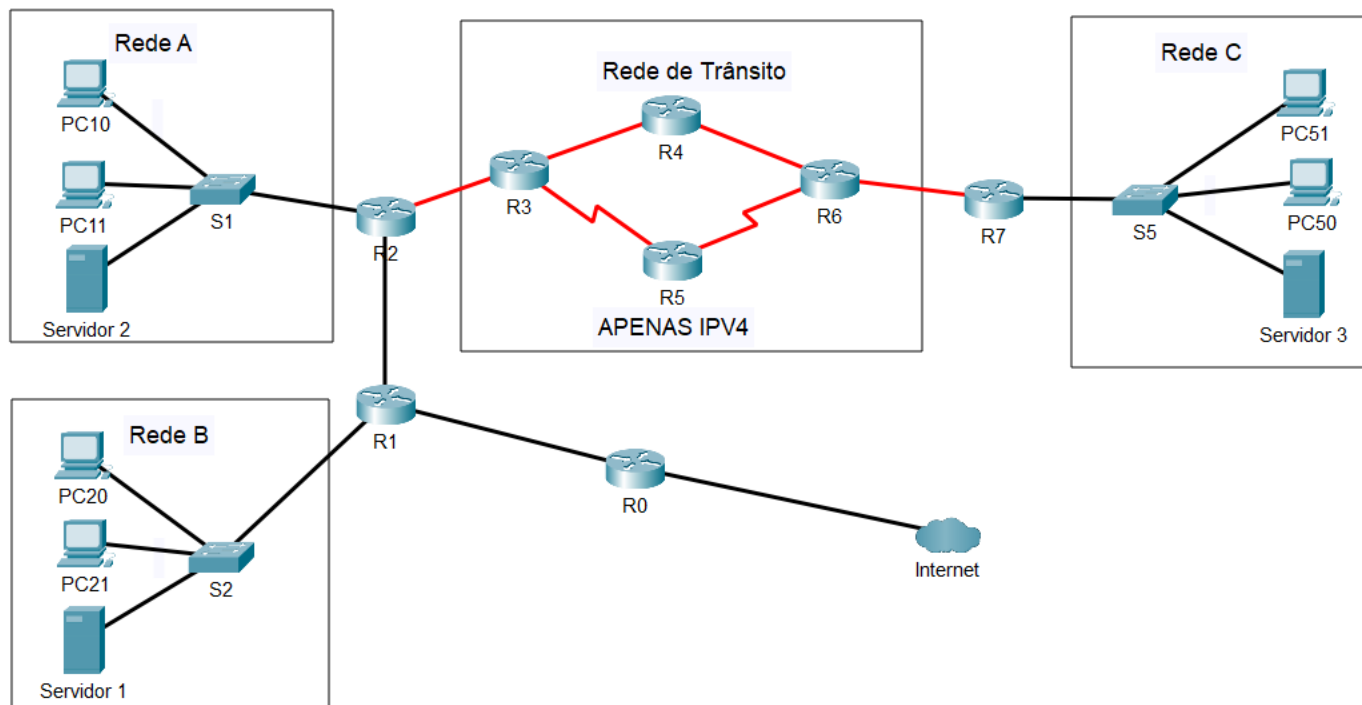 Rede A
PC10
PC11
Servidor 2
S1
R2
Rede de Trânsito
R3
R4
R5
R6
APENAS IPV4
R7
Rede C
S5
PC51
PC50
Servidor 3
Rede B
PC20
PC21
Servidor 1
S2
R1
R0
Internet